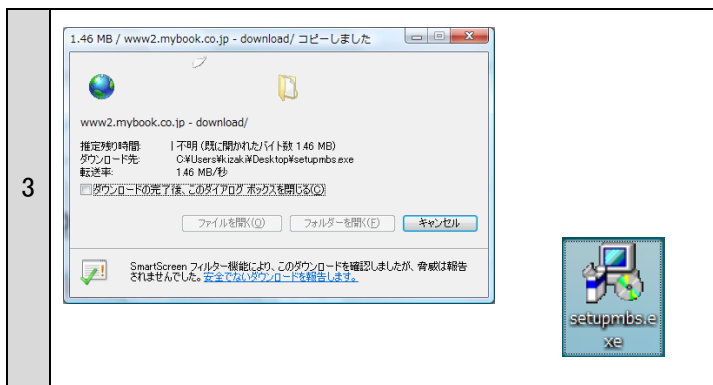 3
1.46 MB / www2.mybook.co.jp - download/ コピーしました
www2.mybook.co.jp - download/
推定残り時間: 不明 (既に開かれたバイト数 1.46 MB)
ダウンロード先: C:¥Users¥kizaki¥Desktop¥setupmbs.exe
転送率: 1.46 MB/秒
ダウンロードの完了後、このダイアログ ボックスを閉じる(C)
ファイルを開く(O) フォルダーを開く(F) キャンセル
SmartScreen フィルター機能により、このダウンロードを確認しましたが、脅威は報告
されませんでした。安全でないダウンロードを報告します。
setupmbs.e
xe